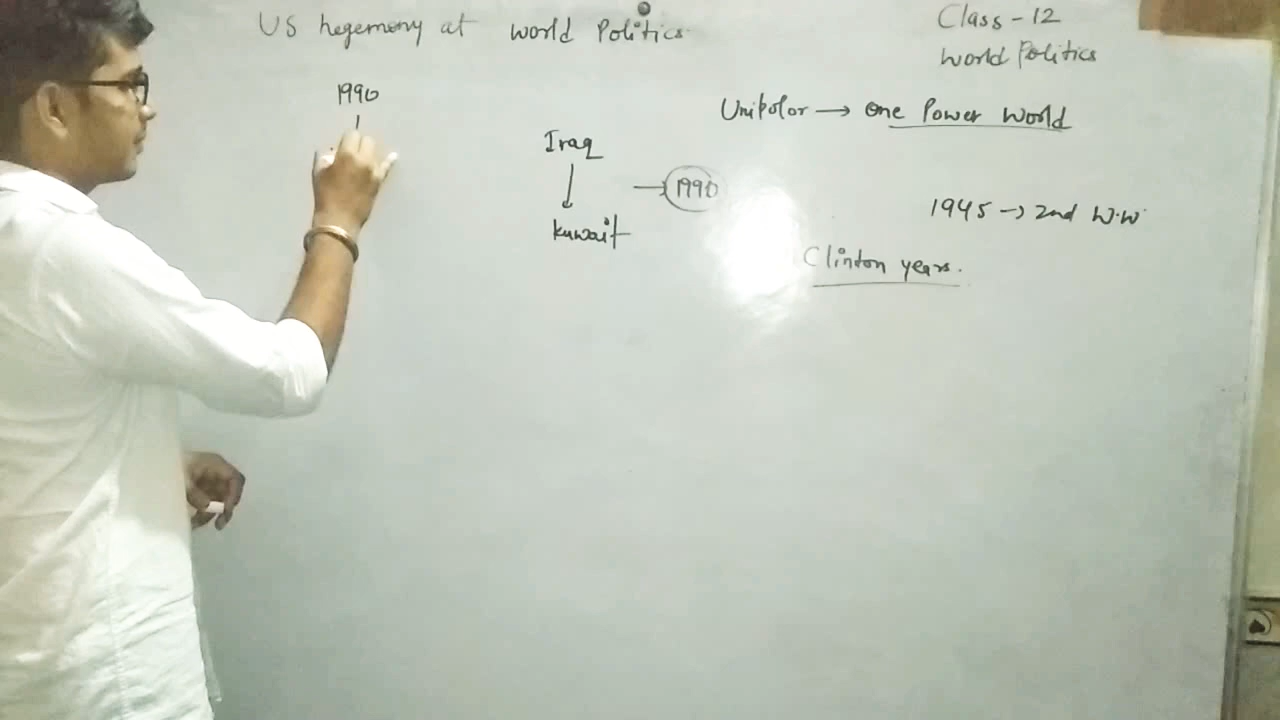 US hegemony at world Politics
Class - 12
World Politics
1990
Unipolor → One Power World
Iraq
↓
Kuwait
→ 1990
1945 → 2nd W.W
Clinton years.